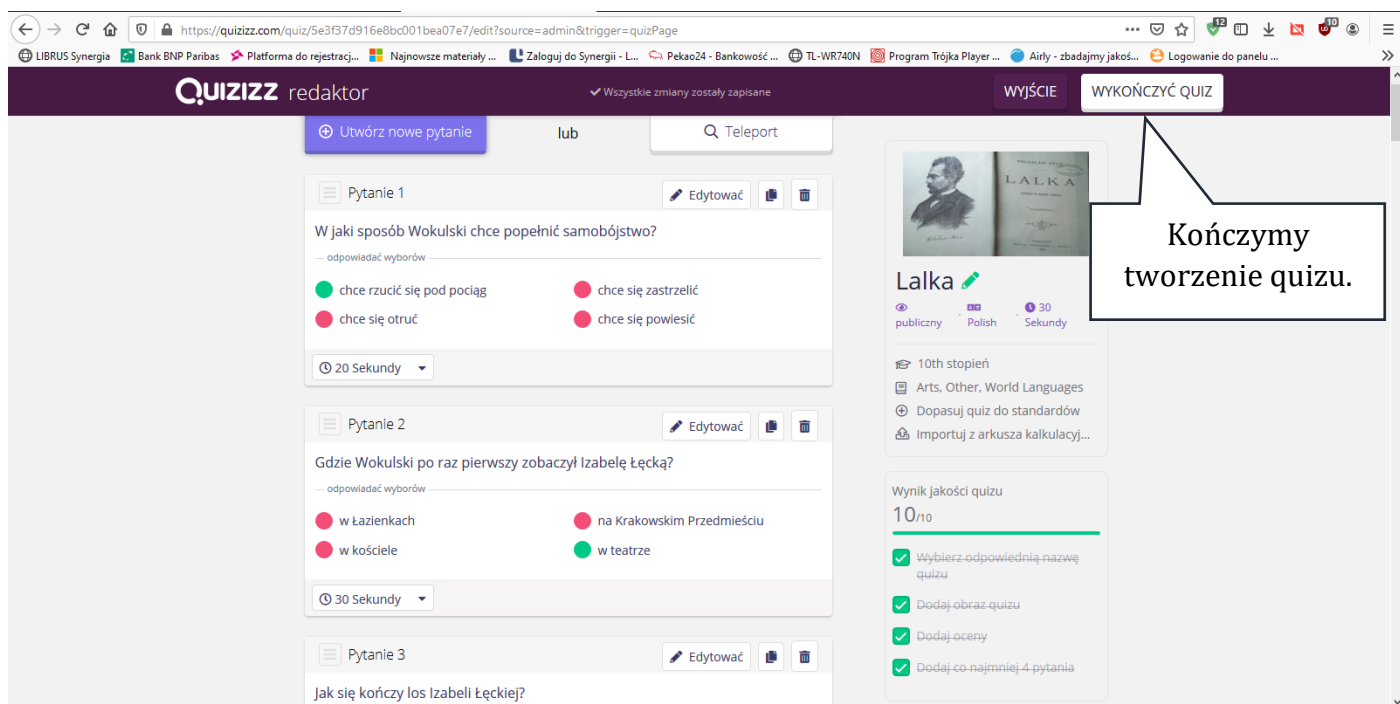 https://quizizz.com/quiz/5e3f37d916e8bc001bea07e7/edit?source=admin&trigger=quizPage
12
10
LIBRUS Synergia
Bank BNP Paribas
Platforma do rejestracj...
Najnowsze materiały ...
Zaloguj do Synergii - L...
Pekao24 - Bankowość ...
TL-WR740N
Program Trójka Player ...
Airly - zbadajmy jakoś...
Logowanie do panelu ...
QUIZIZZ redaktor
Wszystkie zmiany zostały zapisane
WYJŚCIE
WYKOŃCZYĆ QUIZ
Utwórz nowe pytanie
lub
Teleport
Pytanie 1
Edytować
W jaki sposób Wokulski chce popełnić samobójstwo?
odpowiadać wyborów
chce rzucić się pod pociąg
chce się zastrzelić
chce się otruć
chce się powiesić
20 Sekundy
Pytanie 2
Edytować
Gdzie Wokulski po raz pierwszy zobaczył Izabelę Łęcką?
odpowiadać wyborów
w Łazienkach
na Krakowskim Przedmieściu
w kościele
w teatrze
30 Sekundy
Pytanie 3
Edytować
Jak się kończy los Izabeli Łęckiej?
LALKA
Lalka
publiczny
Polish
30
Sekundy
10th stopień
Arts, Other, World Languages
Dopasuj quiz do standardów
Importuj z arkusza kalkulacyj...
Wynik jakości quizu
10/10
Wybierz odpowiednią nazwę
quizu
Dodaj obraz quizu
Dodaj oceny
Dodaj co najmniej 4 pytania
Kończymy
tworzenie quizu.